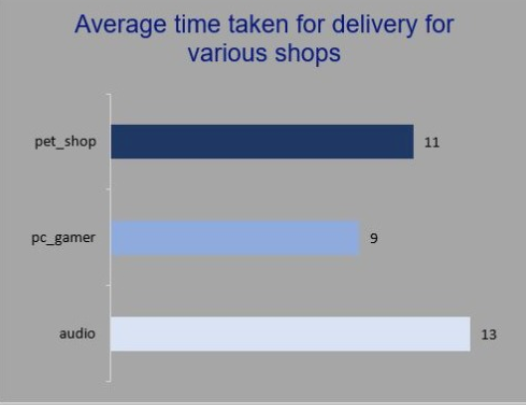 Average time taken for delivery for
various shops
pet_shop 11
pc_gamer 9
audio 13